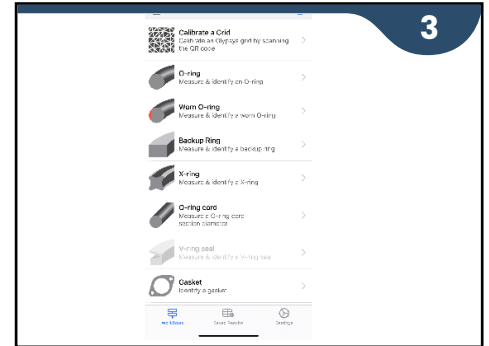 3
Calibrate a Grid
Calibrate an Olypsys grid by scanning
the QR code
O-ring
Measure & identify an O-ring
Worn O-ring
Measure & identify a worn O-ring
Backup Ring
Measure & identify a backup ring
X-ring
Measure & identify a X-ring
O-ring cord
Measure a O-ring cord
section diameter
V-ring seal
Measure & identify a V-ring seal
Gasket
Identify a gasket
Settings